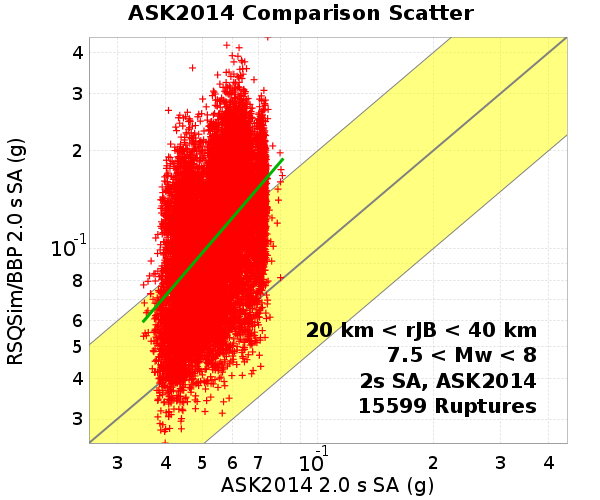 ASK2014 Comparison Scatter
RSQSim/BBP 2.0 s SA (g)
4
3
2
10⁻¹
8
6
5
4
3
20 km < rJB < 40 km
7.5 < Mw < 8
2s SA, ASK2014
15599 Ruptures
3 4 5 6 7 10⁻¹ 2 3 4
ASK2014 2.0 s SA (g)